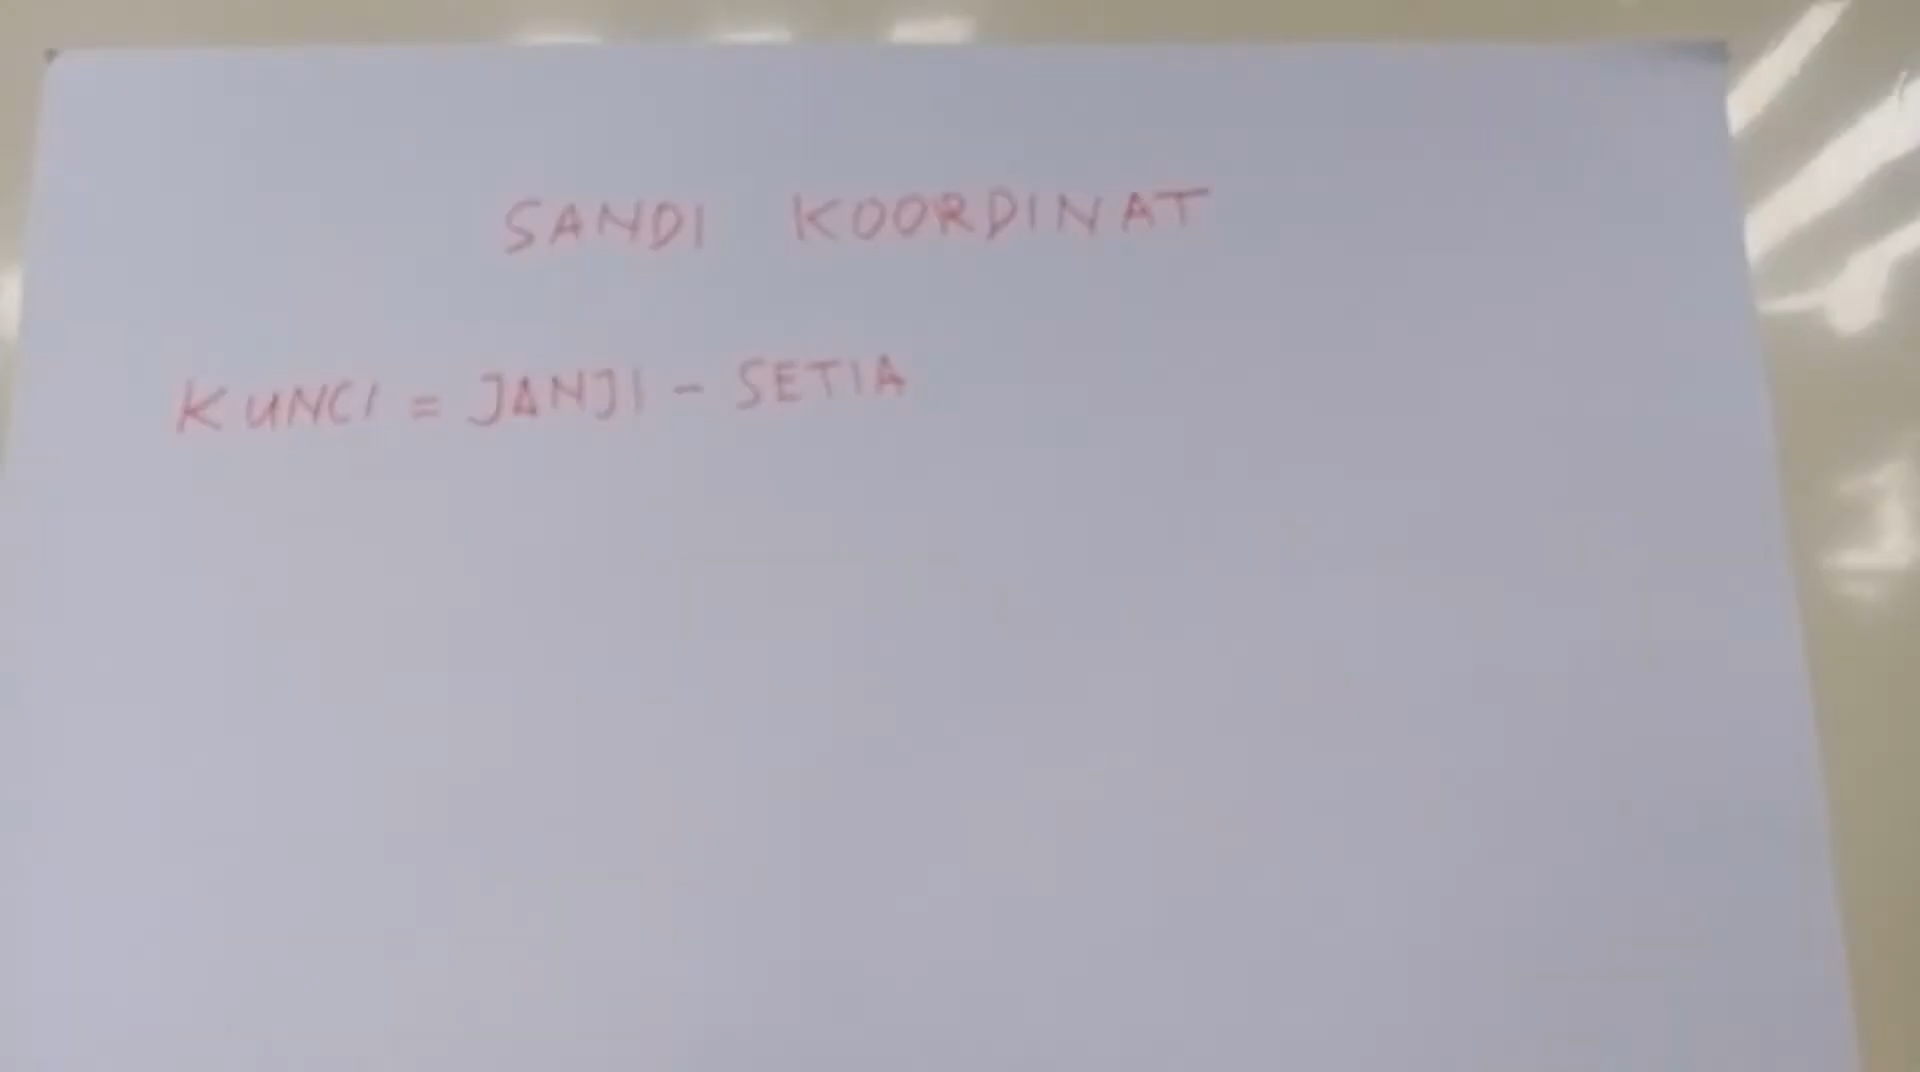 SANDI KOORDINAT
KUNCI = JANJI - SETIA